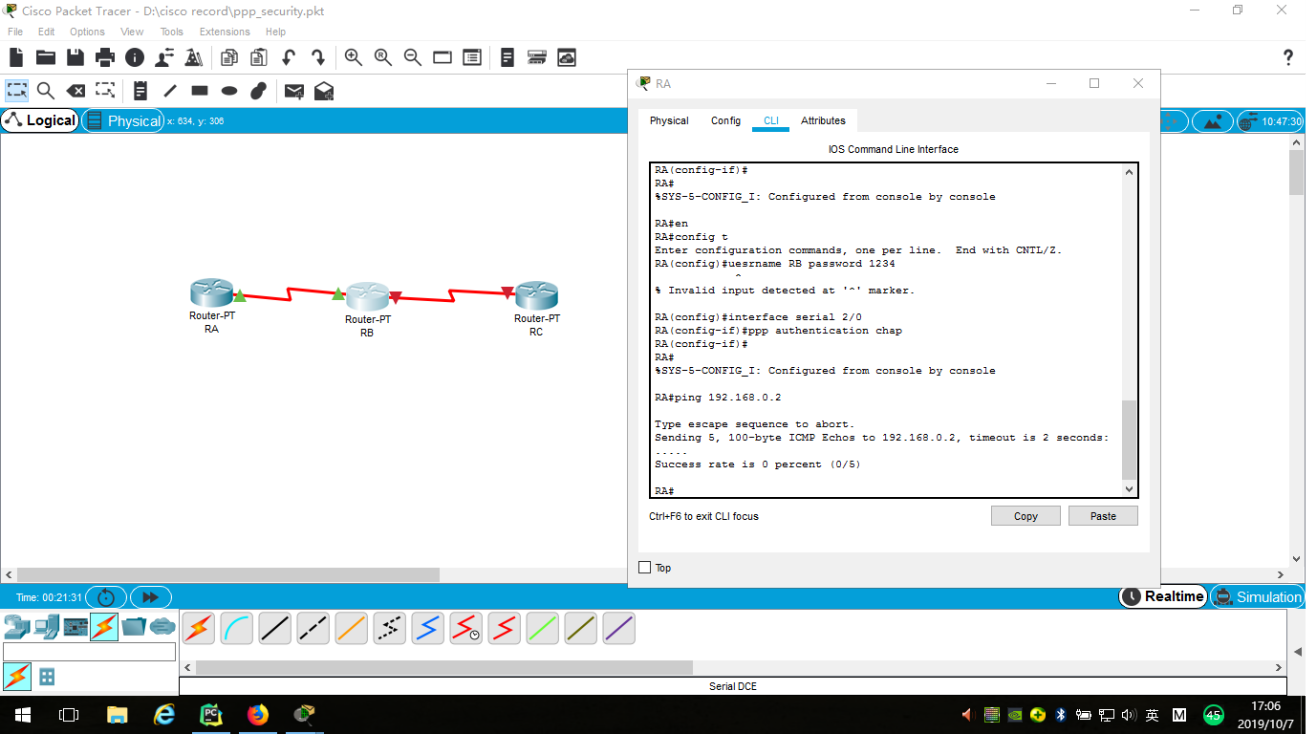 Cisco Packet Tracer - D:\cisco record\ppp_security.pkt
File Edit Options View Tools Extensions Help
?
RA
Logical Physical x: 634, y: 306
10:47:30
Physical Config CLI Attributes
IOS Command Line Interface
RA(config-if)#
RA#
%SYS-5-CONFIG_I: Configured from console by console
RA#en
RA#config t
Enter configuration commands, one per line. End with CNTL/Z.
RA(config)#uesrname RB password 1234
^
% Invalid input detected at '^' marker.
RA(config)#interface serial 2/0
RA(config-if)#ppp authentication chap
RA(config-if)#
RA#
%SYS-5-CONFIG_I: Configured from console by console
RA#ping 192.168.0.2
Type escape sequence to abort.
Sending 5, 100-byte ICMP Echos to 192.168.0.2, timeout is 2 seconds:
.....
Success rate is 0 percent (0/5)
RA#
Ctrl+F6 to exit CLI focus
Copy Paste
Top
Router-PT
RA
Router-PT
RB
Router-PT
RC
Time: 00:21:31
Realtime Simulation
Serial DCE
英 M 45
17:06
2019/10/7